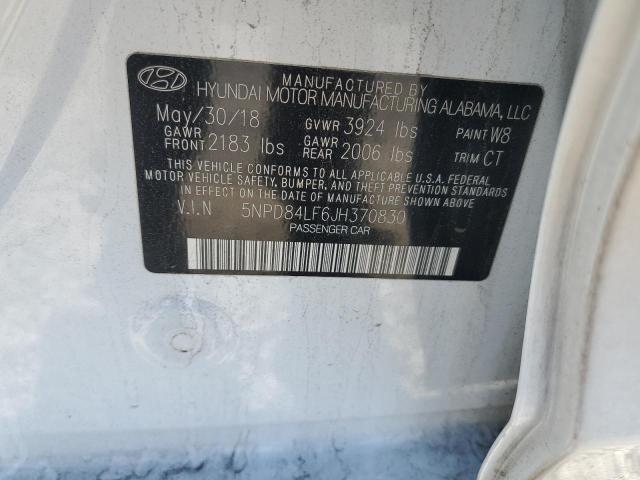 MANUFACTURED BY
HYUNDAI MOTOR MANUFACTURING ALABAMA, LLC
May/30/18 GVWR 3924 lbs PAINT W8
GAWR FRONT 2183 lbs GAWR REAR 2006 lbs TRIM CT
THIS VEHICLE CONFORMS TO ALL APPLICABLE U.S.A. FEDERAL
MOTOR VEHICLE SAFETY, BUMPER, AND THEFT PREVENTION STANDARDS
IN EFFECT ON THE DATE OF MANUFACTURE SHOWN ABOVE.
V.I.N 5NPD84LF6JH370830
PASSENGER CAR